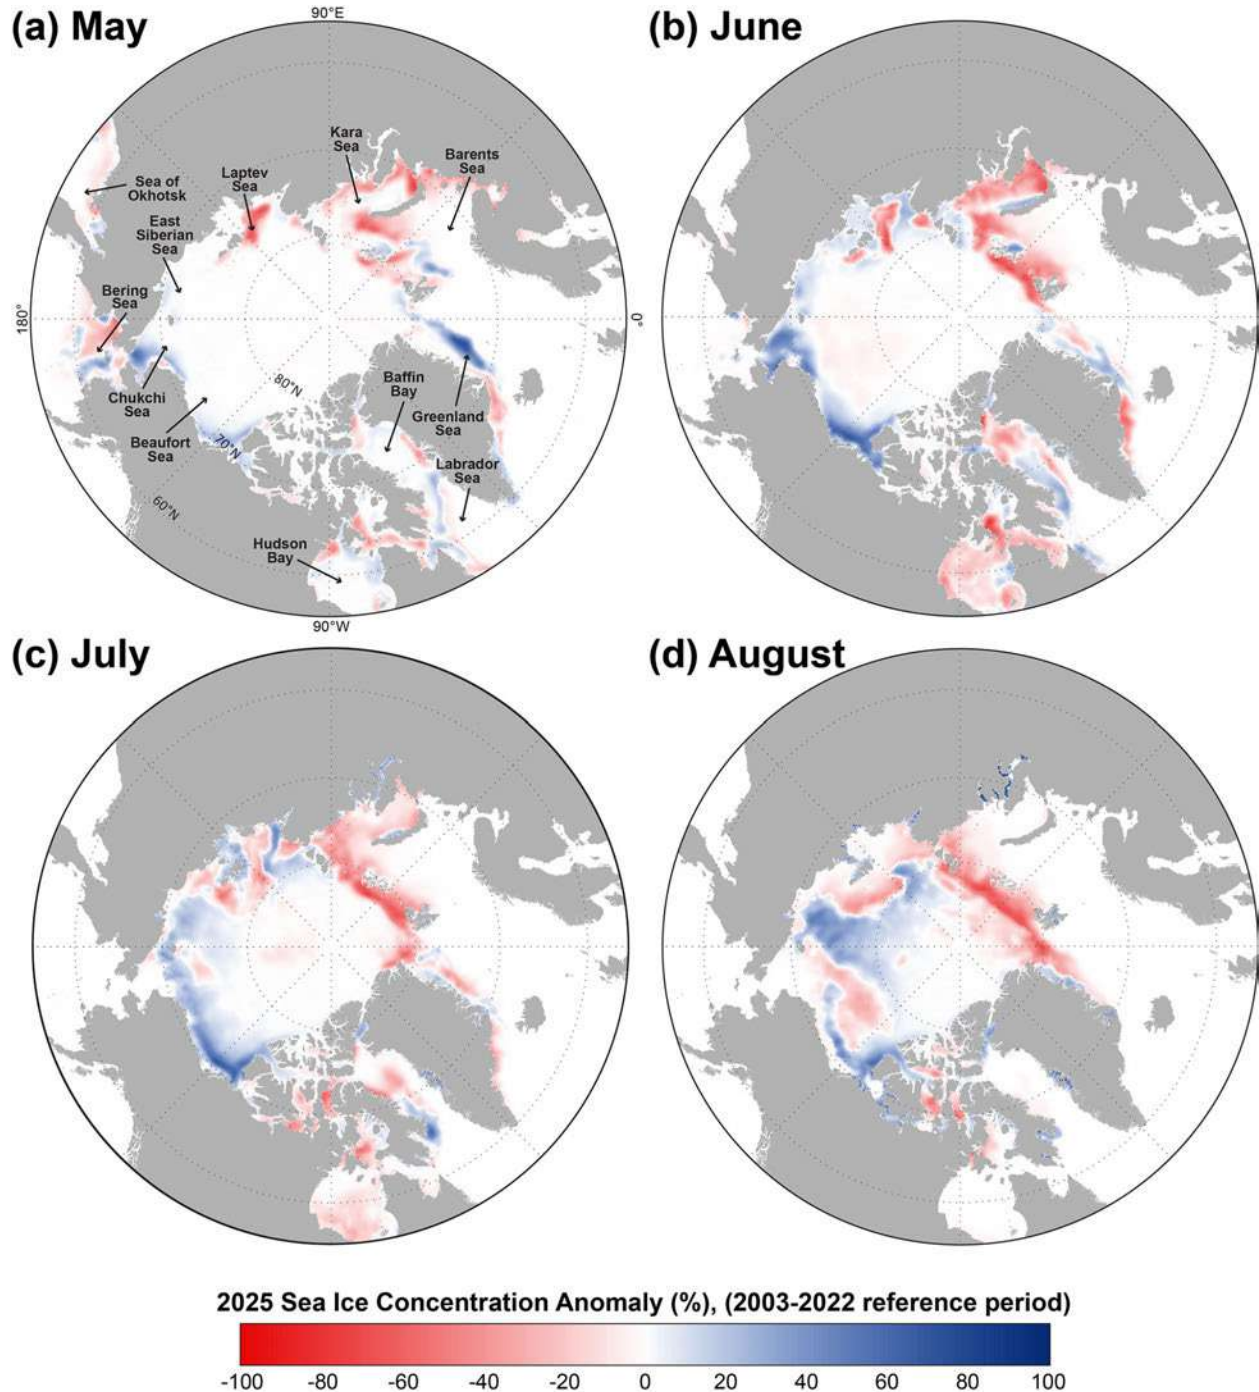 (a) May
90°E
(b) June
Kara
Sea
Barents
Sea
Laptev
Sea
Sea of
Okhotsk
East
Siberian
Sea
Bering
Sea
180°
0°
80°N
Baffin
Bay
Chukchi
Sea
Greenland
Sea
Beaufort
Sea
70°N
Labrador
Sea
60°N
Hudson
Bay
90°W
(c) July
(d) August
2025 Sea Ice Concentration Anomaly (%), (2003-2022 reference period)
-100 -80 -60 -40 -20 0 20 40 60 80 100